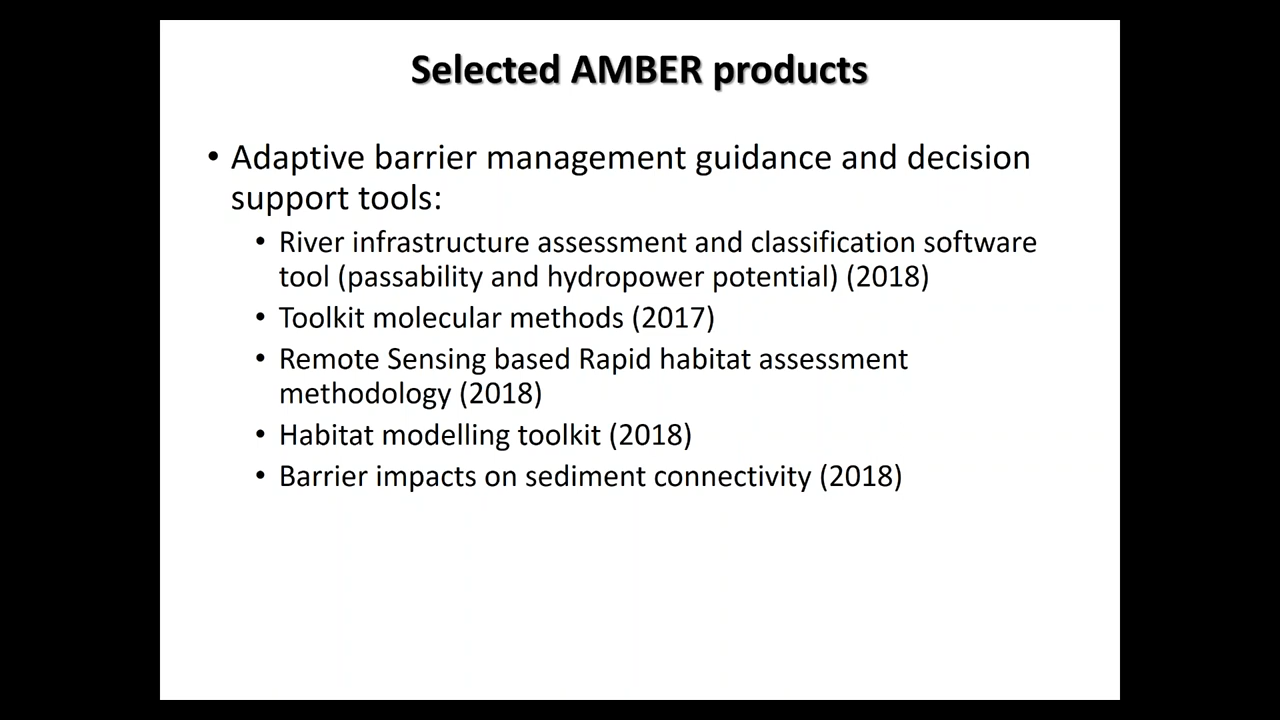 Selected AMBER products
• Adaptive barrier management guidance and decision
support tools:
• River infrastructure assessment and classification software
tool (passability and hydropower potential) (2018)
• Toolkit molecular methods (2017)
• Remote Sensing based Rapid habitat assessment
methodology (2018)
• Habitat modelling toolkit (2018)
• Barrier impacts on sediment connectivity (2018)